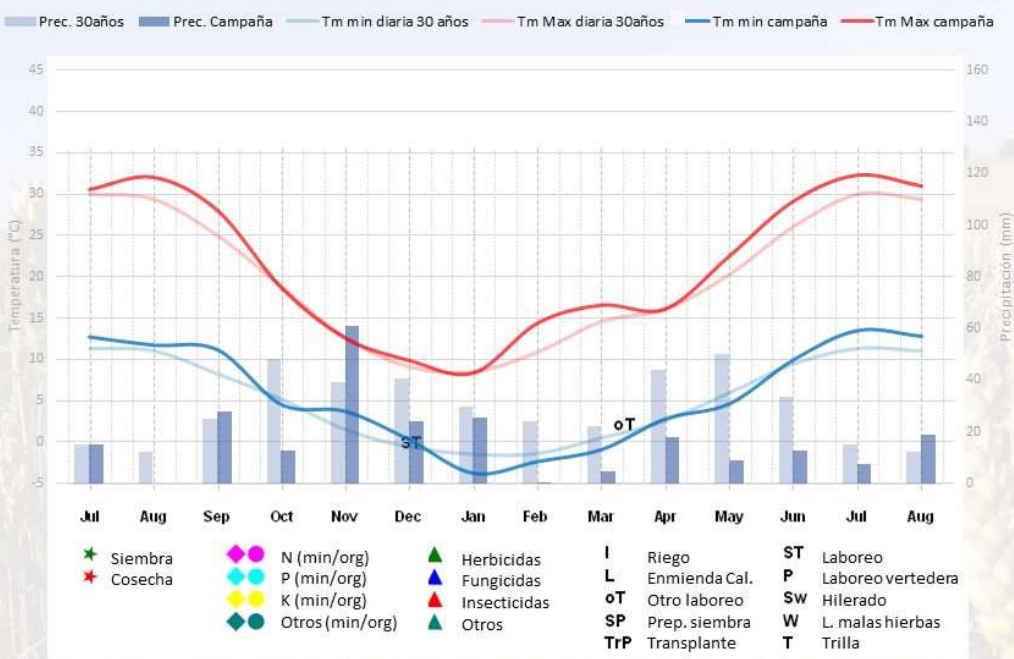 Prec. 30años Prec. Campaña Tm min diaria 30 años Tm Max diaria 30años Tm min campaña Tm Max campaña
45 160
40 140
35 120
30 100
25 80
20 60
15 40
10 20
5 0
0
-5
Temperatura (°C)
Precipitación (mm)
ST
oT
Jul Aug Sep Oct Nov Dec Jan Feb Mar Apr May Jun Jul Aug
Siembra N (min/org) Herbicidas I Riego ST Laboreo
Cosecha P (min/org) Fungicidas L Enmienda Cal. P Laboreo vertedera
K (min/org) Insecticidas oT Otro laboreo Sw Hilerado
Otros (min/org) Otros SP Prep. siembra W L. malas hierbas
TrP Transplante T Trilla